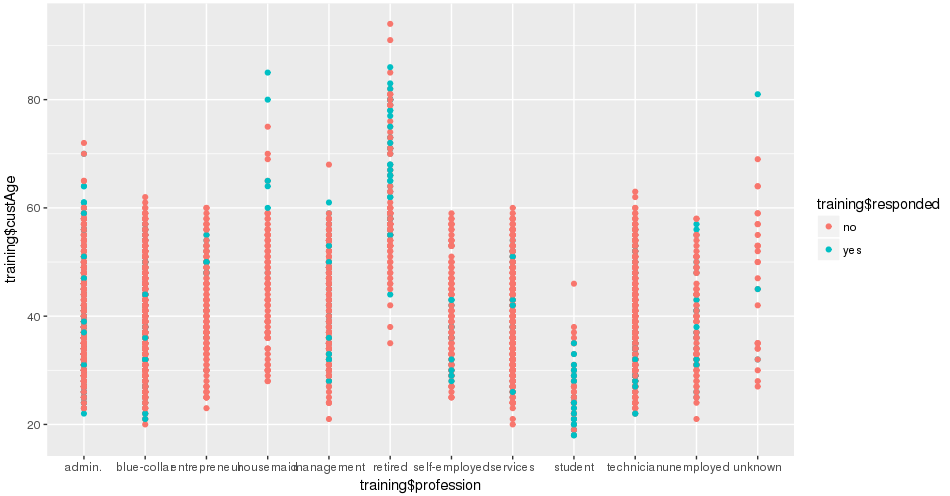 training$custAge
80
60
40
20
admin. blue-collar entrepreneur housemaid management retired self-employed services student technician unemployed unknown
training$profession
training$responded
no
yes